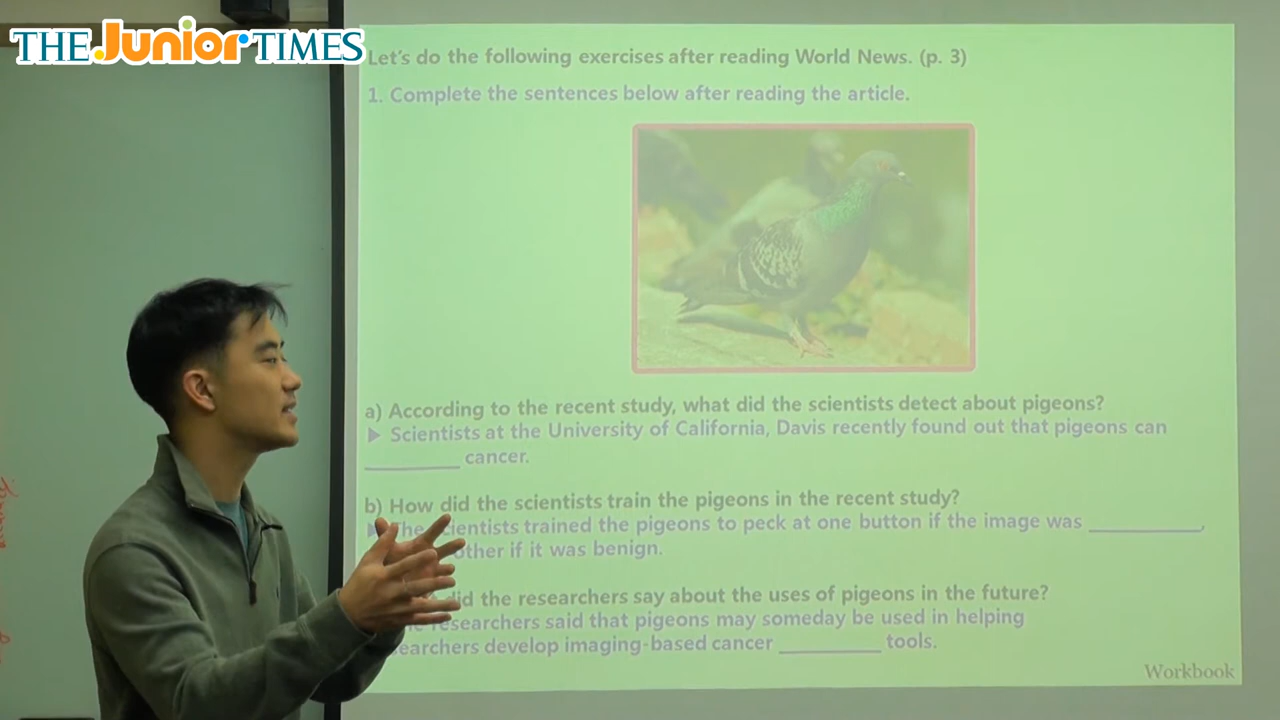 THE Junior TIMES
Let's do the following exercises after reading World News. (p. 3)
1. Complete the sentences below after reading the article.
a) According to the recent study, what did the scientists detect about pigeons?
▶ Scientists at the University of California, Davis recently found out that pigeons can
_________ cancer.
b) How did the scientists train the pigeons in the recent study?
scientists trained the pigeons to peck at one button if the image was ___________,
other if it was benign.
did the researchers say about the uses of pigeons in the future?
researchers said that pigeons may someday be used in helping
develop imaging-based cancer __________ tools.
Workbook